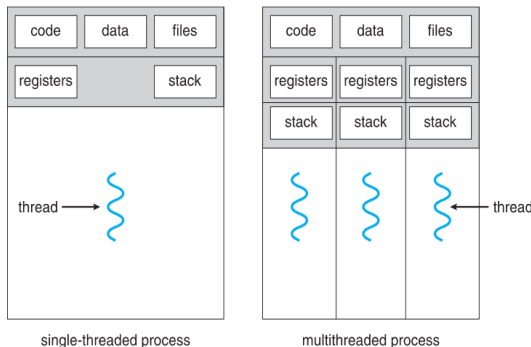 code data files code data files
registers stack registers registers registers
stack stack stack
thread thread
single-threaded process multithreaded process